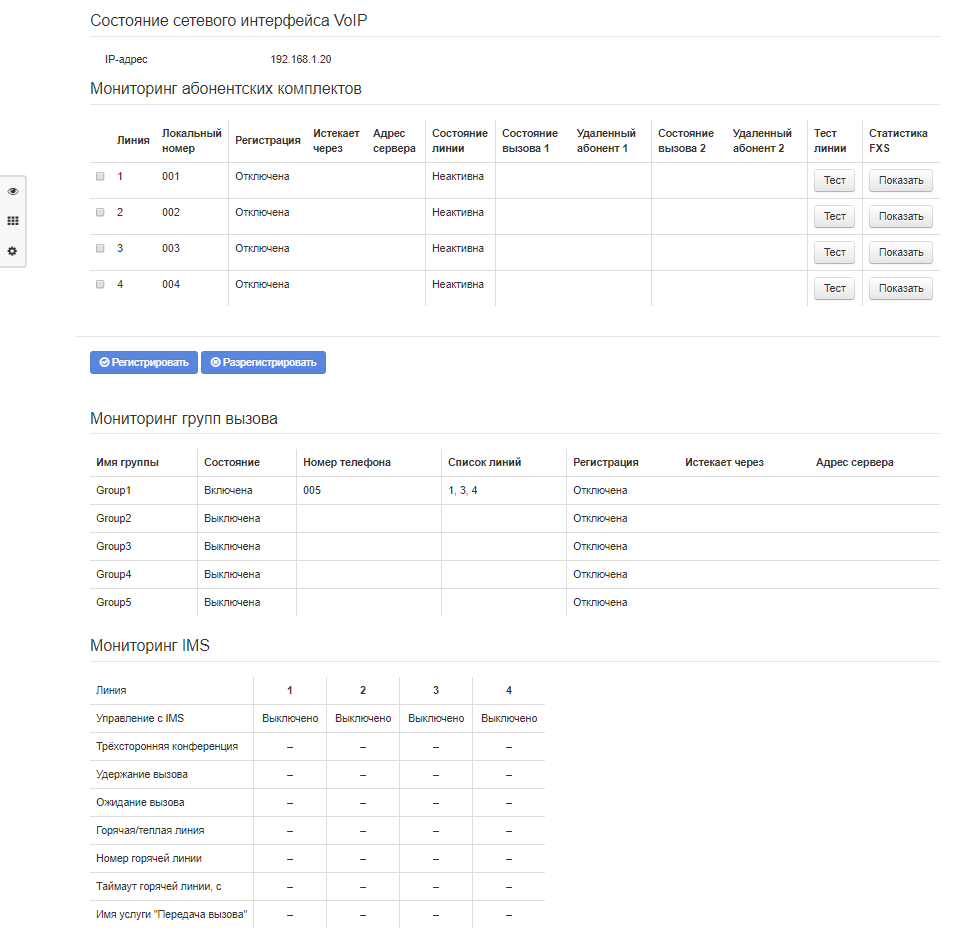 Состояние сетевого интерфейса VoIP
IP-адрес 192.168.1.20
Мониторинг абонентских комплектов
Линия Локальный номер Регистрация Истекает через Адрес сервера Состояние линии Состояние вызова 1 Удаленный абонент 1 Состояние вызова 2 Удаленный абонент 2 Тест линии Статистика FXS
1 001 Отключена Неактивна Тест Показать
2 002 Отключена Неактивна Тест Показать
3 003 Отключена Неактивна Тест Показать
4 004 Отключена Неактивна Тест Показать
Регистрировать Разрегистрировать
Мониторинг групп вызова
Имя группы Состояние Номер телефона Список линий Регистрация Истекает через Адрес сервера
Group1 Включена 005 1, 3, 4 Отключена
Group2 Выключена Отключена
Group3 Выключена Отключена
Group4 Выключена Отключена
Group5 Выключена Отключена
Мониторинг IMS
Линия 1 2 3 4
Управление с IMS Выключено Выключено Выключено Выключено
Трёхсторонняя конференция – – – –
Удержание вызова – – – –
Ожидание вызова – – – –
Горячая/теплая линия – – – –
Номер горячей линии – – – –
Таймаут горячей линии, с – – – –
Имя услуги "Передача вызова" – – – –